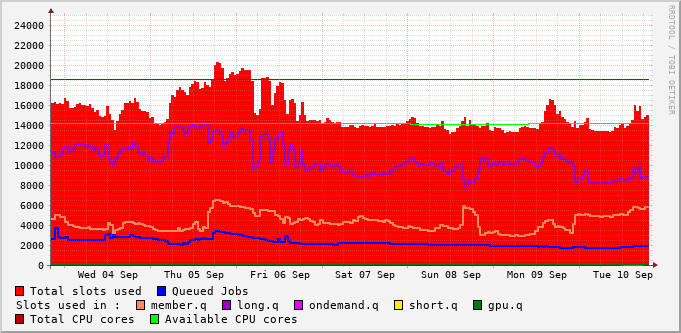 24000
22000
20000
18000
16000
14000
12000
10000
8000
6000
4000
2000
0
Wed 04 Sep Thu 05 Sep Fri 06 Sep Sat 07 Sep Sun 08 Sep Mon 09 Sep Tue 10 Sep
Total slots used Queued Jobs
Slots used in : member.q long.q ondemand.q short.q gpu.q
Total CPU cores Available CPU cores
RRDTOOL / TOBI OETIKER